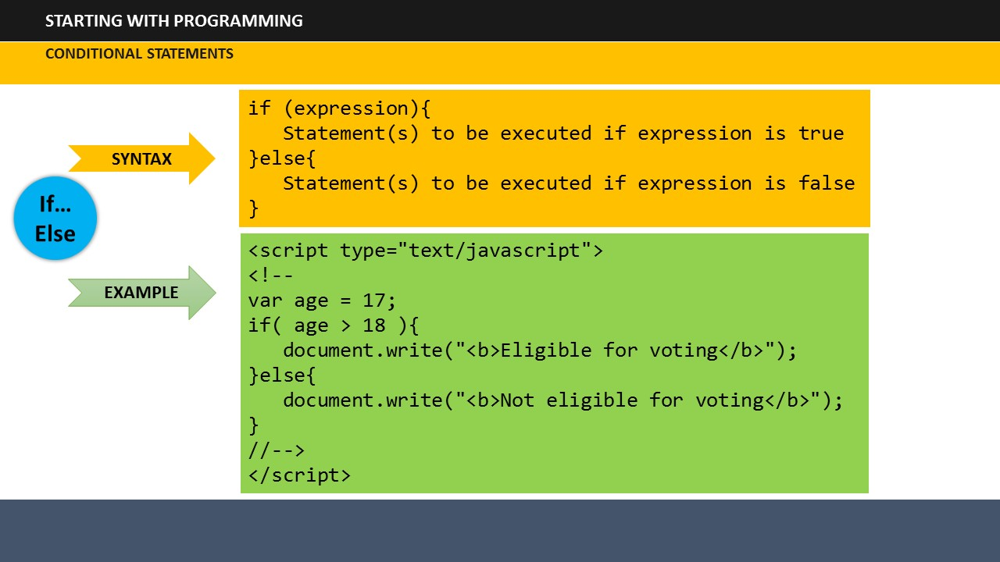 STARTING WITH PROGRAMMING
CONDITIONAL STATEMENTS
If...
Else
SYNTAX
if (expression){
   Statement(s) to be executed if expression is true
}else{
   Statement(s) to be executed if expression is false
}
EXAMPLE
<script type="text/javascript">
<!--
var age = 17;
if( age > 18 ){
   document.write("<b>Eligible for voting</b>");
}else{
   document.write("<b>Not eligible for voting</b>");
}
//-->
</script>